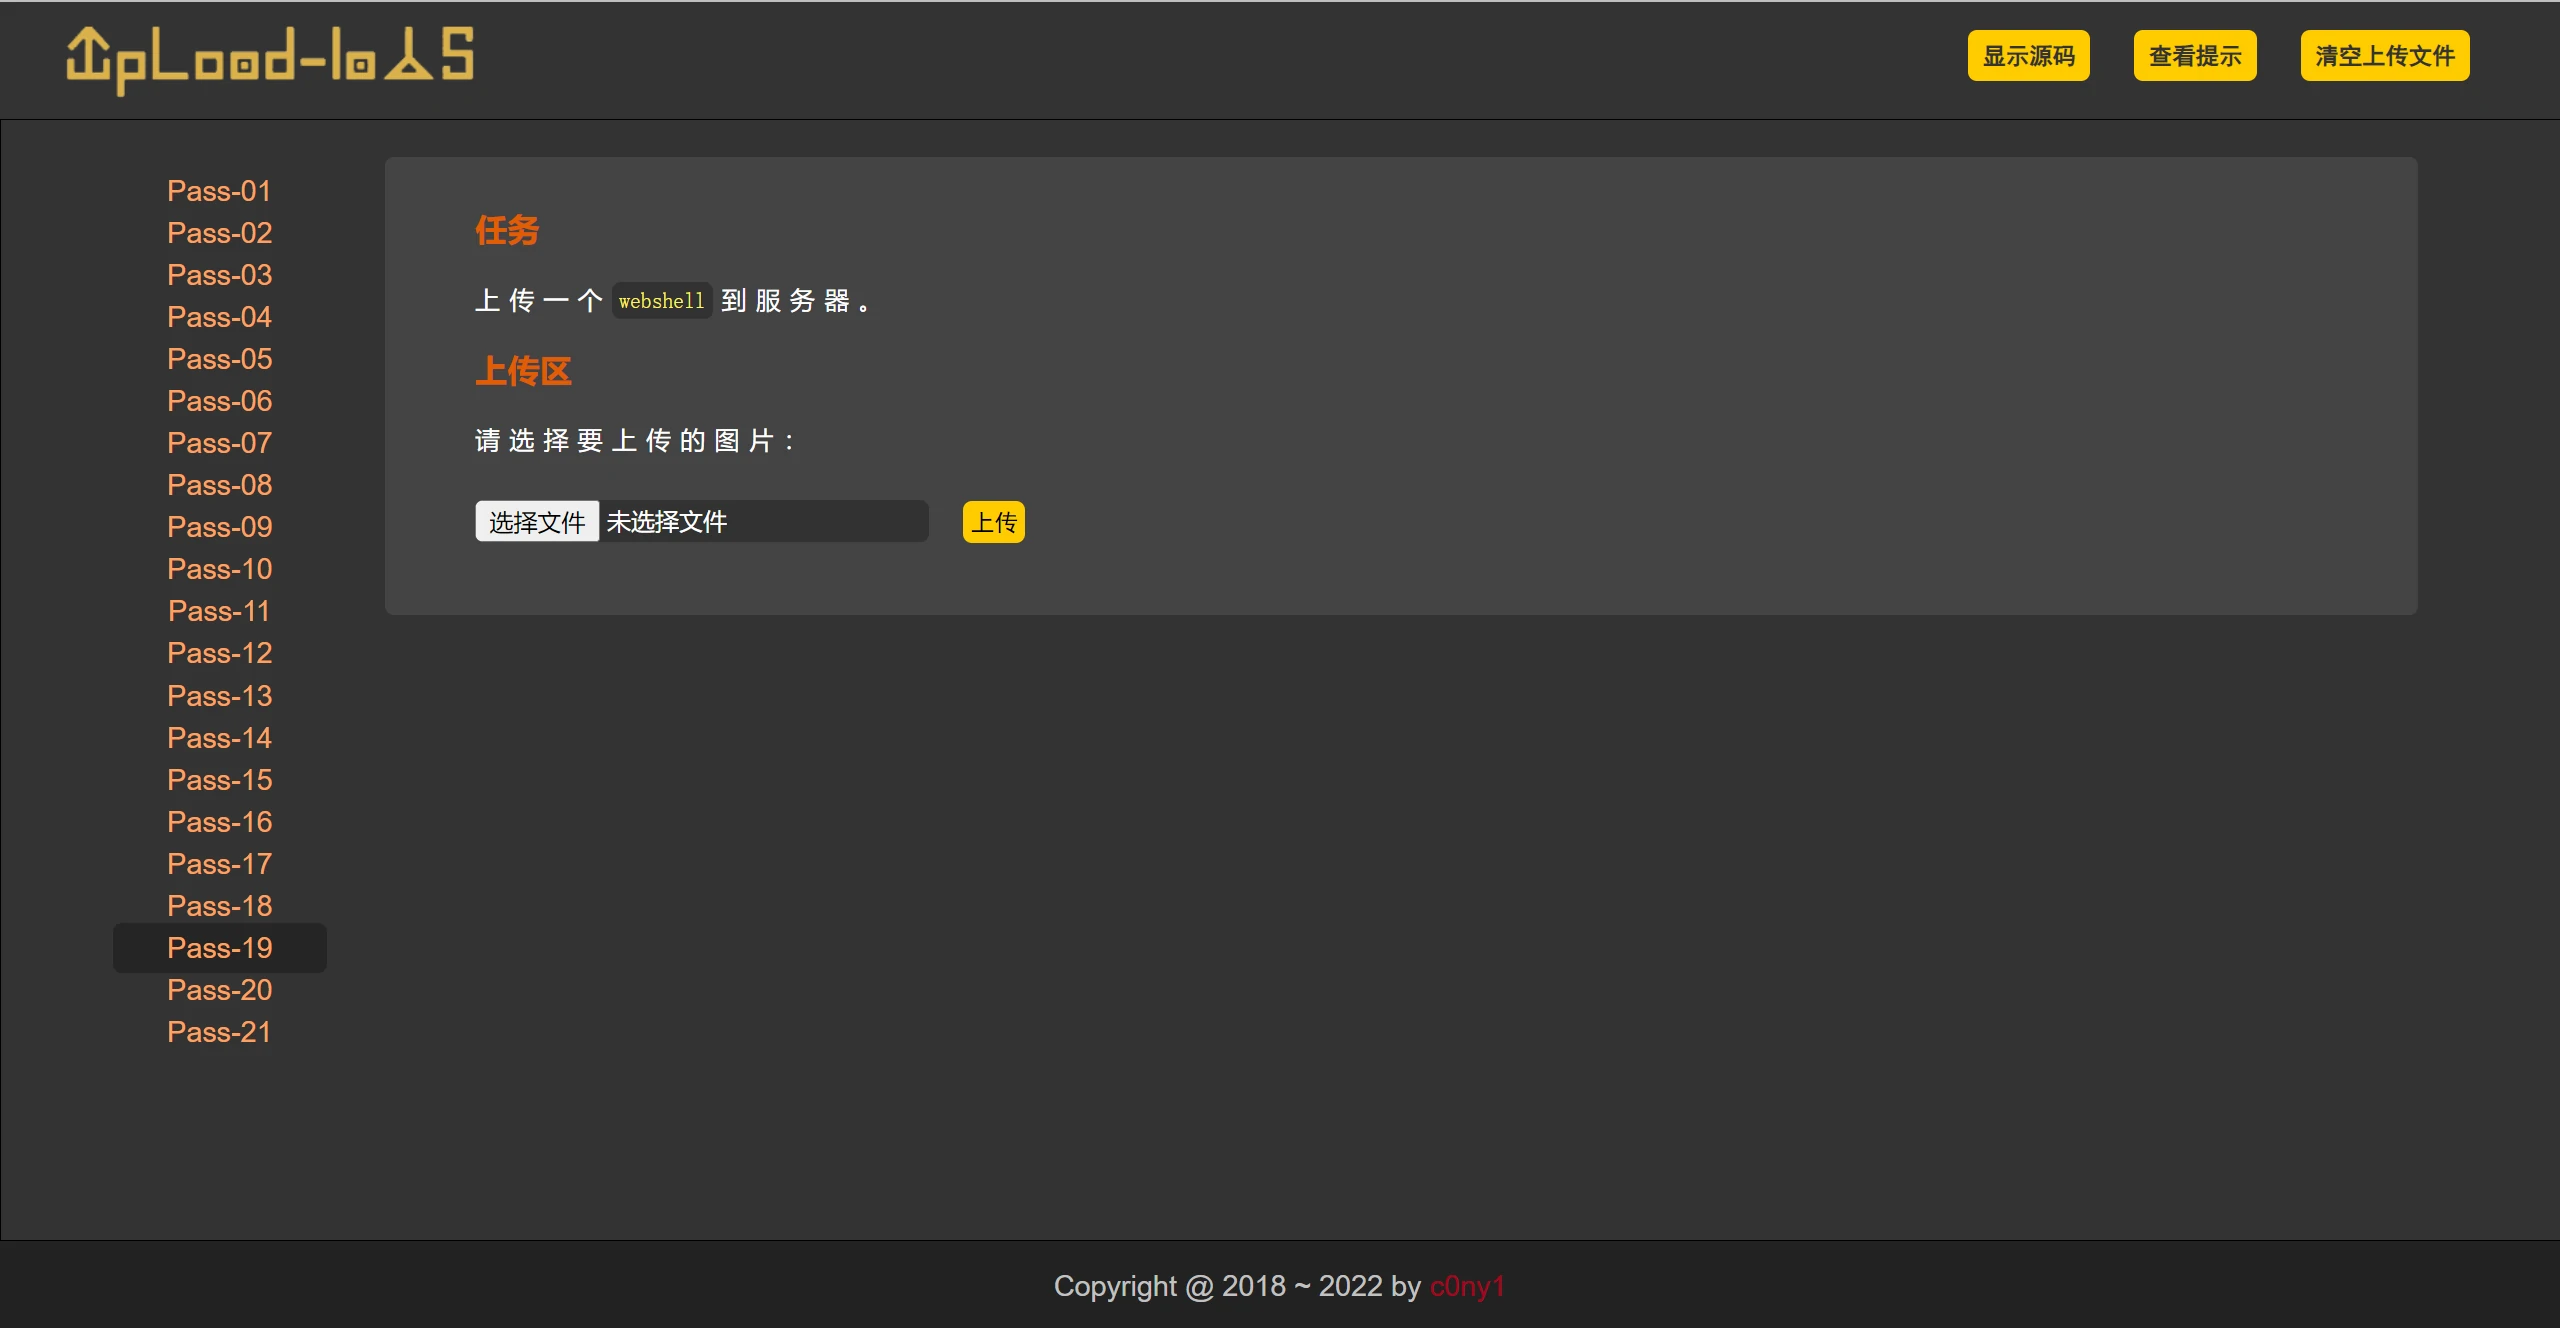 upLoad-labs
显示源码 查看提示 清空上传文件
Pass-01
Pass-02
Pass-03
Pass-04
Pass-05
Pass-06
Pass-07
Pass-08
Pass-09
Pass-10
Pass-11
Pass-12
Pass-13
Pass-14
Pass-15
Pass-16
Pass-17
Pass-18
Pass-19
Pass-20
Pass-21
任务
上传一个 webshell 到服务器。
上传区
请选择要上传的图片：
选择文件 未选择文件 上传
Copyright @ 2018 ~ 2022 by c0ny1